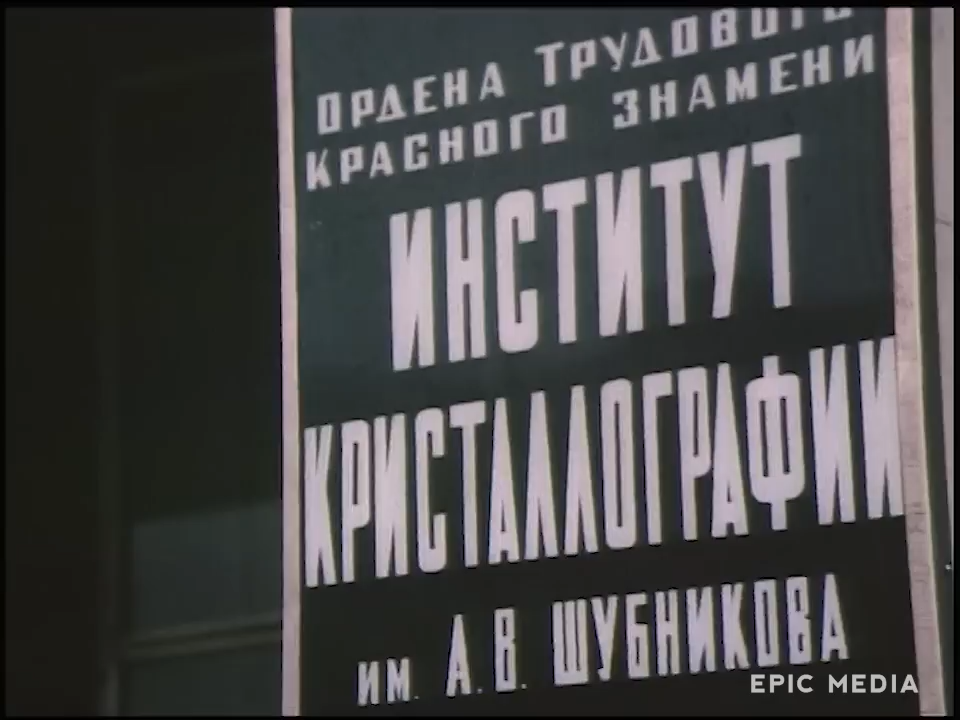 ОРДЕНА ТРУДОВОГО
КРАСНОГО ЗНАМЕНИ
ИНСТИТУТ
КРИСТАЛЛОГРАФИИ
им. А.В. ШУБНИКОВА
EPIC MEDIA